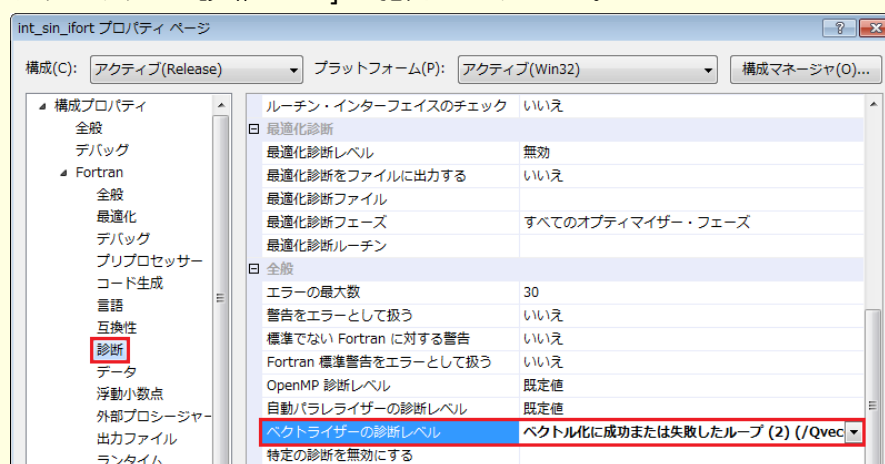 int_sin_ifort プロパティ ページ
構成(C): アクティブ(Release) プラットフォーム(P): アクティブ(Win32) 構成マネージャ(O)...
構成プロパティ
全般
デバッグ
Fortran
全般
最適化
デバッグ
プリプロセッサー
コード生成
言語
互換性
診断
データ
浮動小数点
外部プロシージャー
出力ファイル
ランタイム
ルーチン・インターフェイスのチェック いいえ
最適化診断
最適化診断レベル 無効
最適化診断をファイルに出力する いいえ
最適化診断ファイル
最適化診断フェーズ すべてのオプティマイザー・フェーズ
最適化診断ルーチン
全般
エラーの最大数 30
警告をエラーとして扱う いいえ
標準でない Fortran に対する警告 いいえ
Fortran 標準警告をエラーとして扱う いいえ
OpenMP 診断レベル 既定値
自動パラレライザーの診断レベル 既定値
ベクトライザーの診断レベル ベクトル化に成功または失敗したループ (2) (/Qvec
特定の診断を無効にする